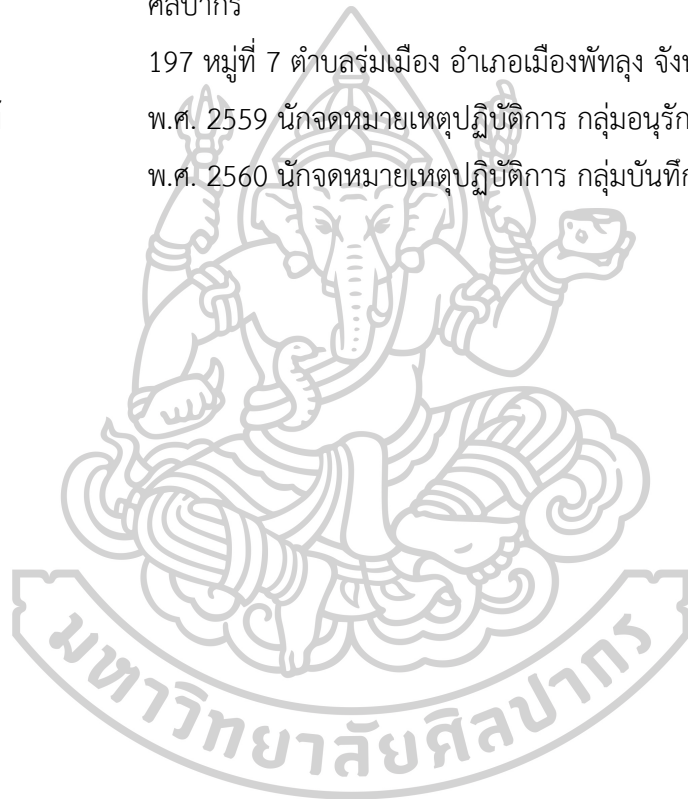 ศิลปากร
197 หมู่ที่ 7 ตำบลร่มเมือง อำเภอเมืองพัทลุง
พ.ศ. 2559 นักจดหมายเหตุปฏิบัติการ กลุ่มอนุรัก
พ.ศ. 2560 นักจดหมายเหตุปฏิบัติการ กลุ่มบันทึก
มหาวิทยาลัยศิลปากร